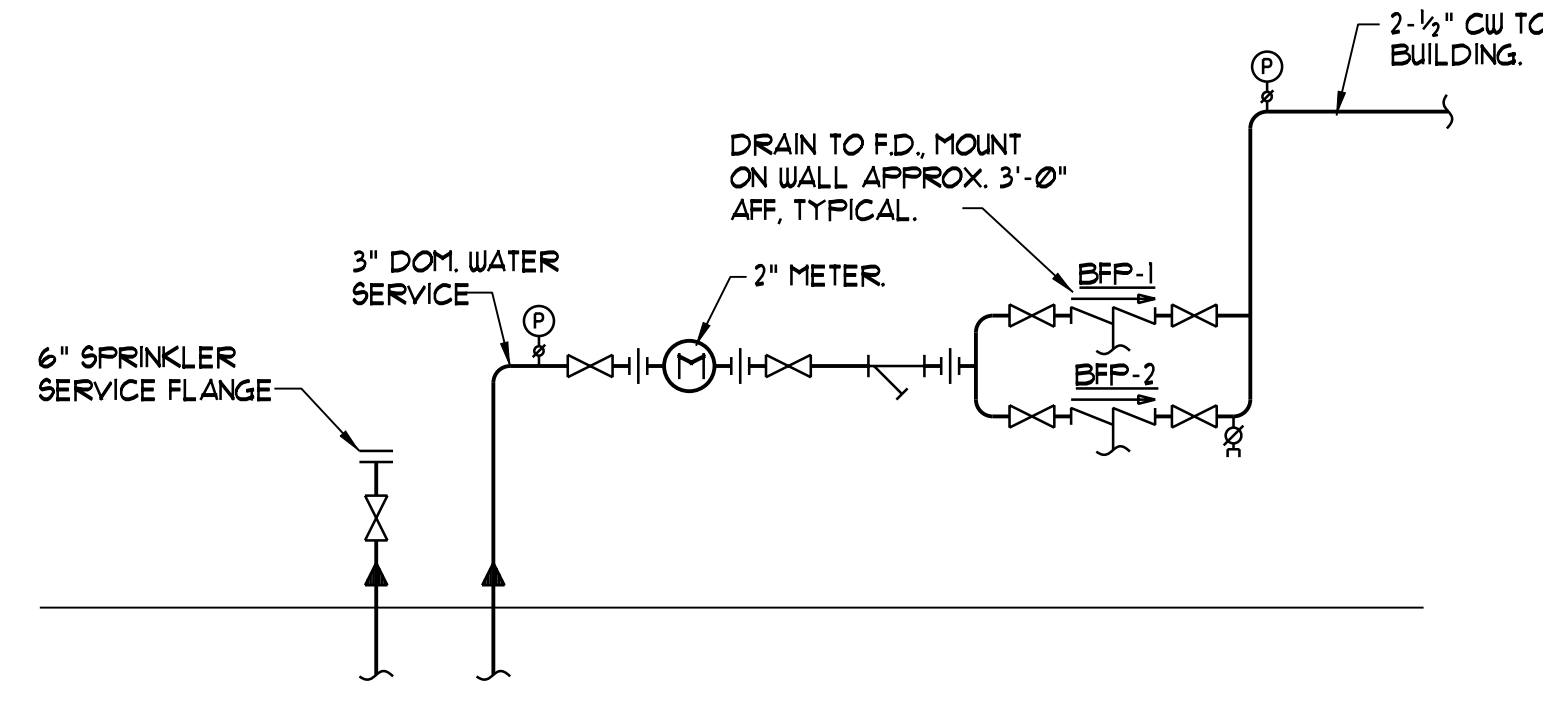 2-½" CW TO
BUILDING.
P
DRAIN TO F.D., MOUNT
ON WALL APPROX. 3'-0"
AFF, TYPICAL.
3" DOM. WATER
SERVICE
2" METER.
BFP-1
P
M
6" SPRINKLER
SERVICE FLANGE
BFP-2